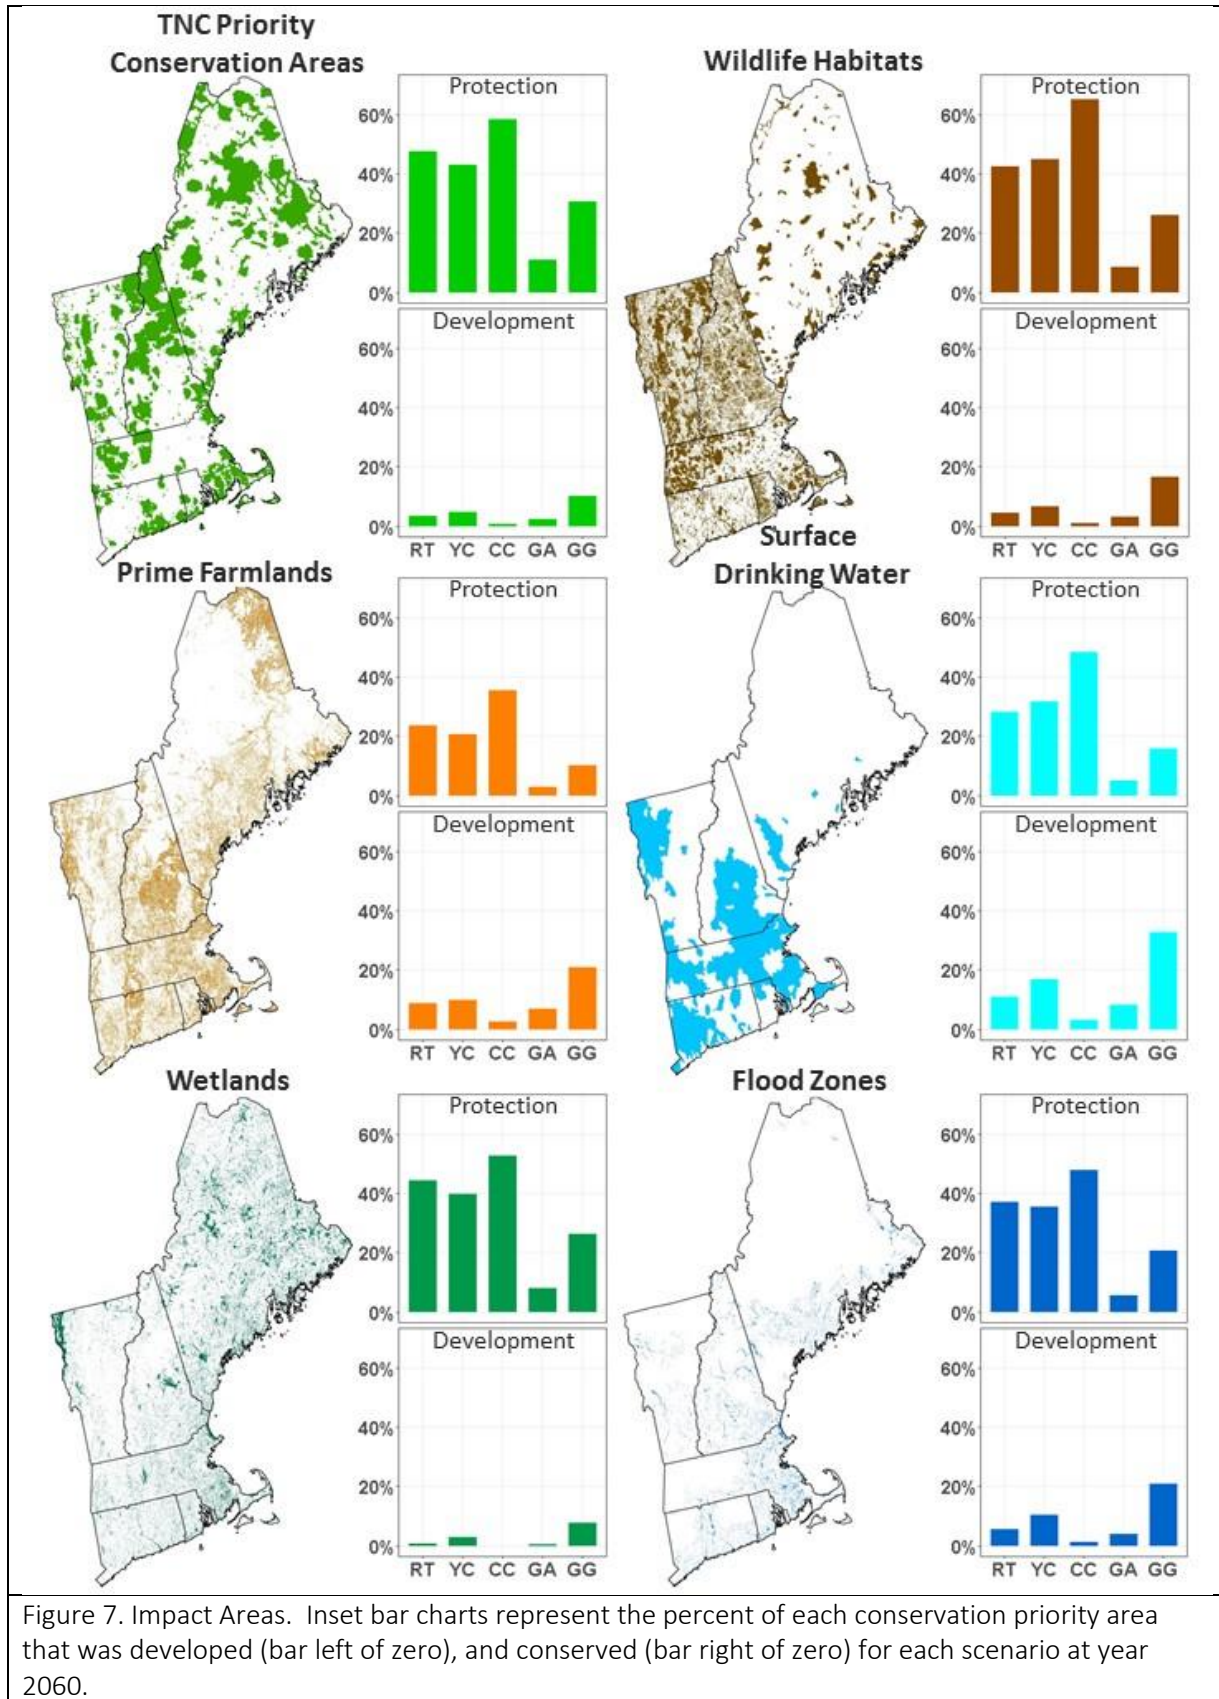 TNC Priority
Conservation Areas
Protection
60%
40%
20%
0%
Development
60%
40%
20%
0%
RT YC CC GA GG
Wildlife Habitats
Protection
60%
40%
20%
0%
Development
60%
40%
20%
0%
RT YC CC GA GG
Prime Farmlands
Protection
60%
40%
20%
0%
Development
60%
40%
20%
0%
RT YC CC GA GG
Surface
Drinking Water
Protection
60%
40%
20%
0%
Development
60%
40%
20%
0%
RT YC CC GA GG
Wetlands
Protection
60%
40%
20%
0%
Development
60%
40%
20%
0%
RT YC CC GA GG
Flood Zones
Protection
60%
40%
20%
0%
Development
60%
40%
20%
0%
RT YC CC GA GG
Figure 7. Impact Areas.  Inset bar charts represent the percent of each conservation priority area
that was developed (bar left of zero), and conserved (bar right of zero) for each scenario at year
2060.